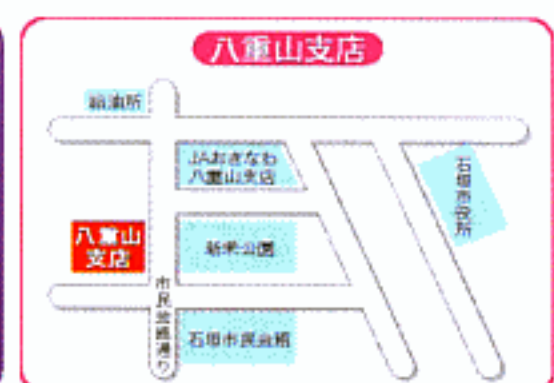 八重山支店
給油所
JAおきなわ
八重山支店
石垣市役所
八重山
支店
新栄公園
市民会館通り
石垣市民会館